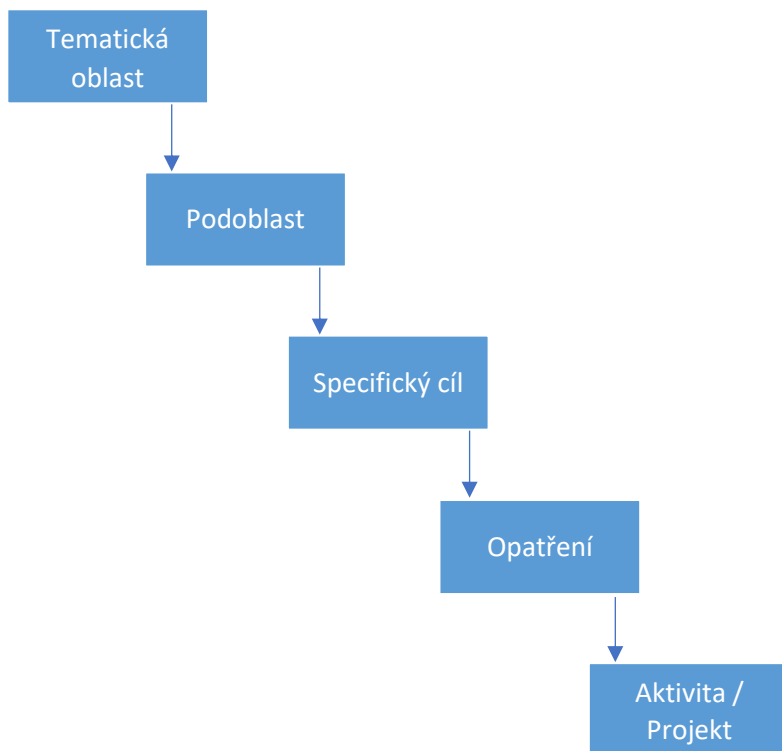 Tematická
oblast
Podoblast
Specifický cíl
Opatření
Aktivita /
Projekt